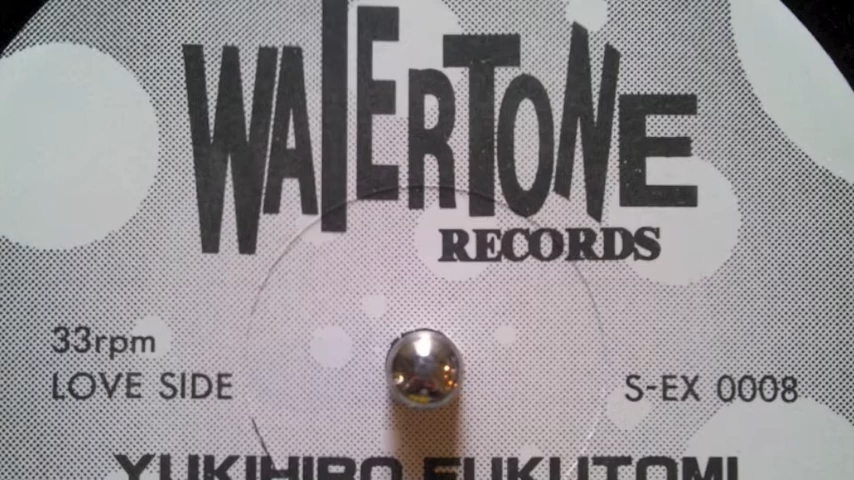 WATERTONE
RECORDS
33rpm
LOVE SIDE
S-EX 0008
YUKIHIRO FUKUTOMI